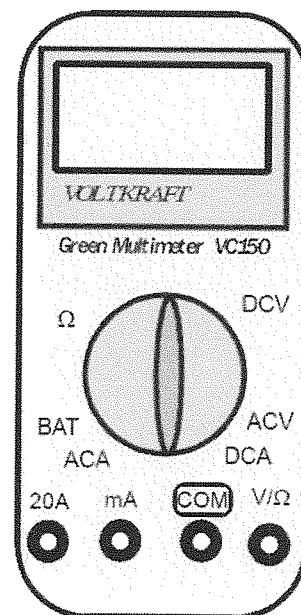 VOLTKRAFT
Green Multimeter VC150
Ω DCV
BAT ACV
ACA DCA
20A mA COM V/Ω